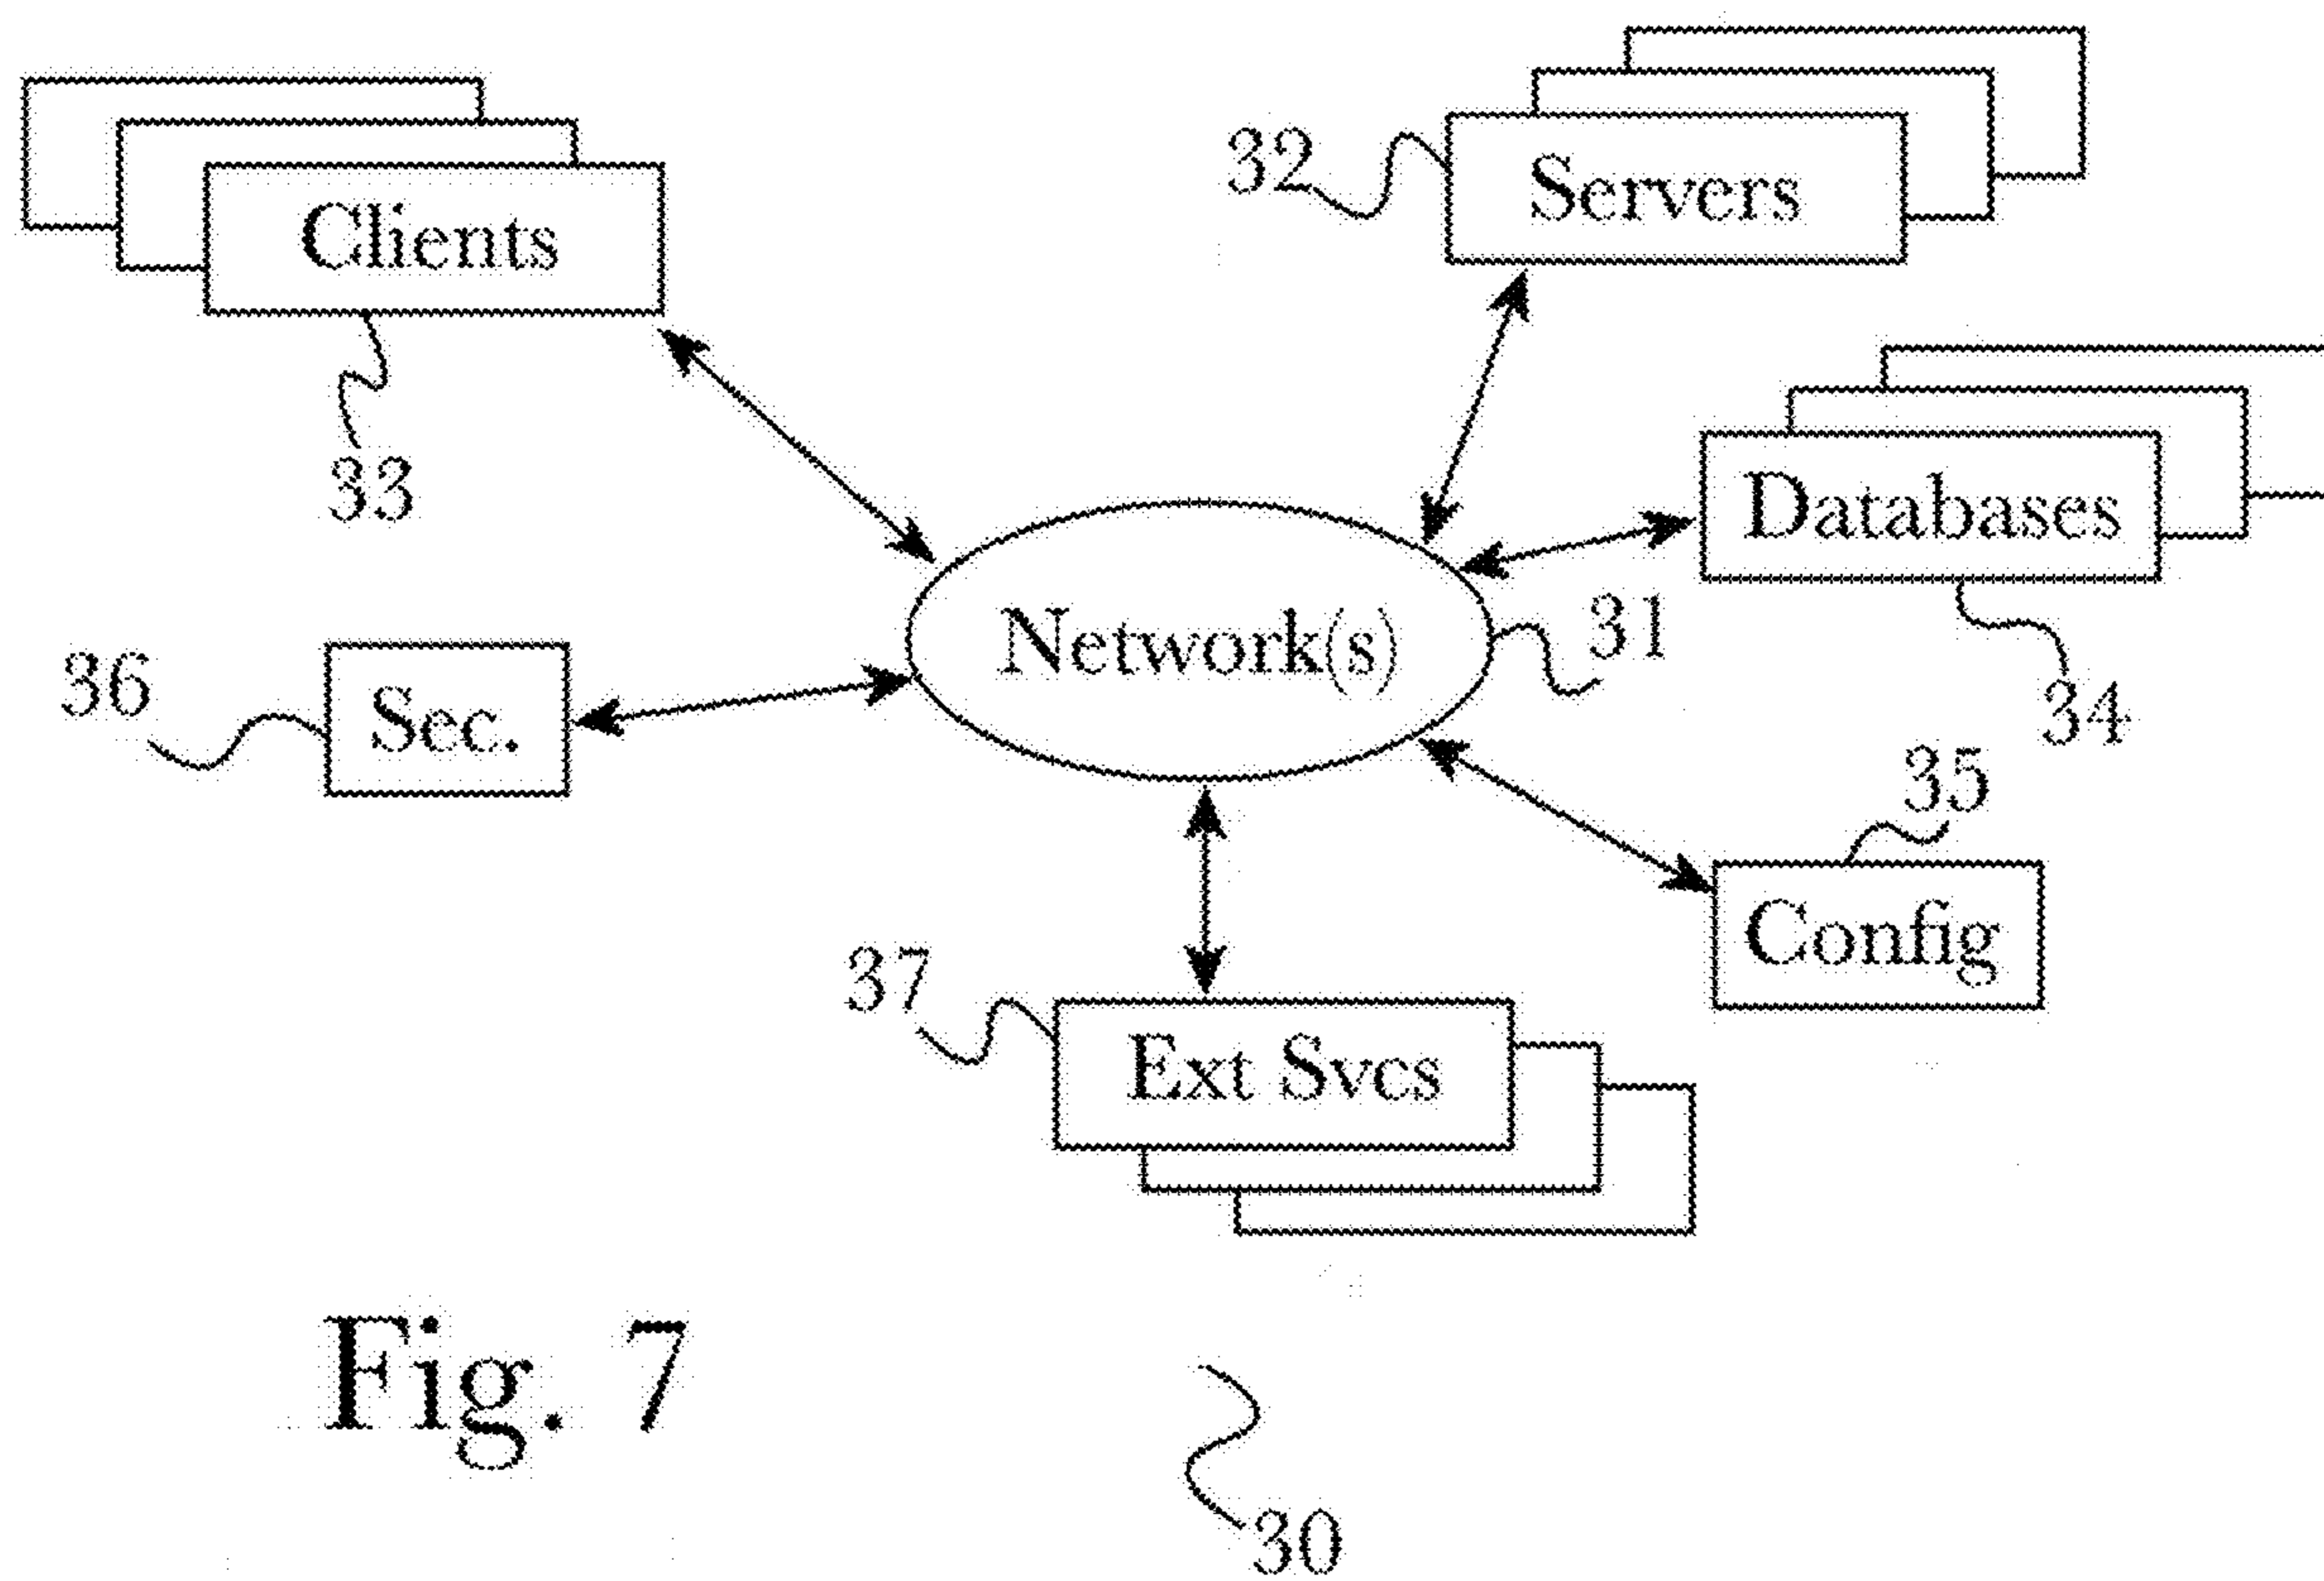 32
Servers
Clients
33
Databases
31
Network(s)
34
36
Sec.
35
Config
37
Ext Svcs
Fig. 7
30